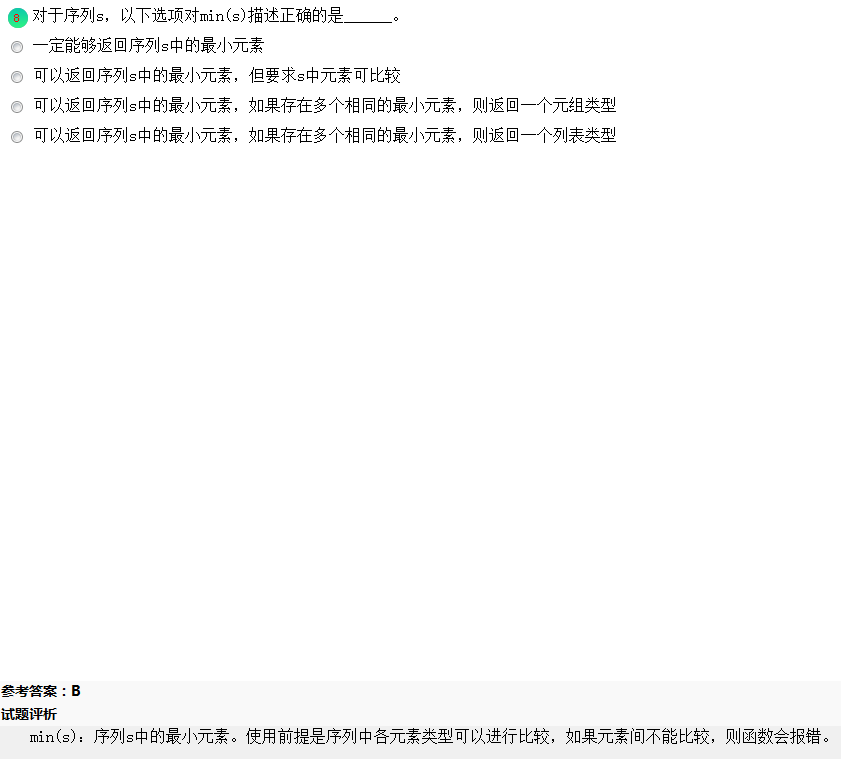 8 对于序列s，以下选项对min(s)描述正确的是______。
一定能够返回序列s中的最小元素
可以返回序列s中的最小元素，但要求s中元素可比较
可以返回序列s中的最小元素，如果存在多个相同的最小元素，则返回一个元组类型
可以返回序列s中的最小元素，如果存在多个相同的最小元素，则返回一个列表类型
参考答案：B
试题评析
min(s)：序列s中的最小元素。使用前提是序列中各元素类型可以进行比较，如果元素间不能比较，则函数会报错。